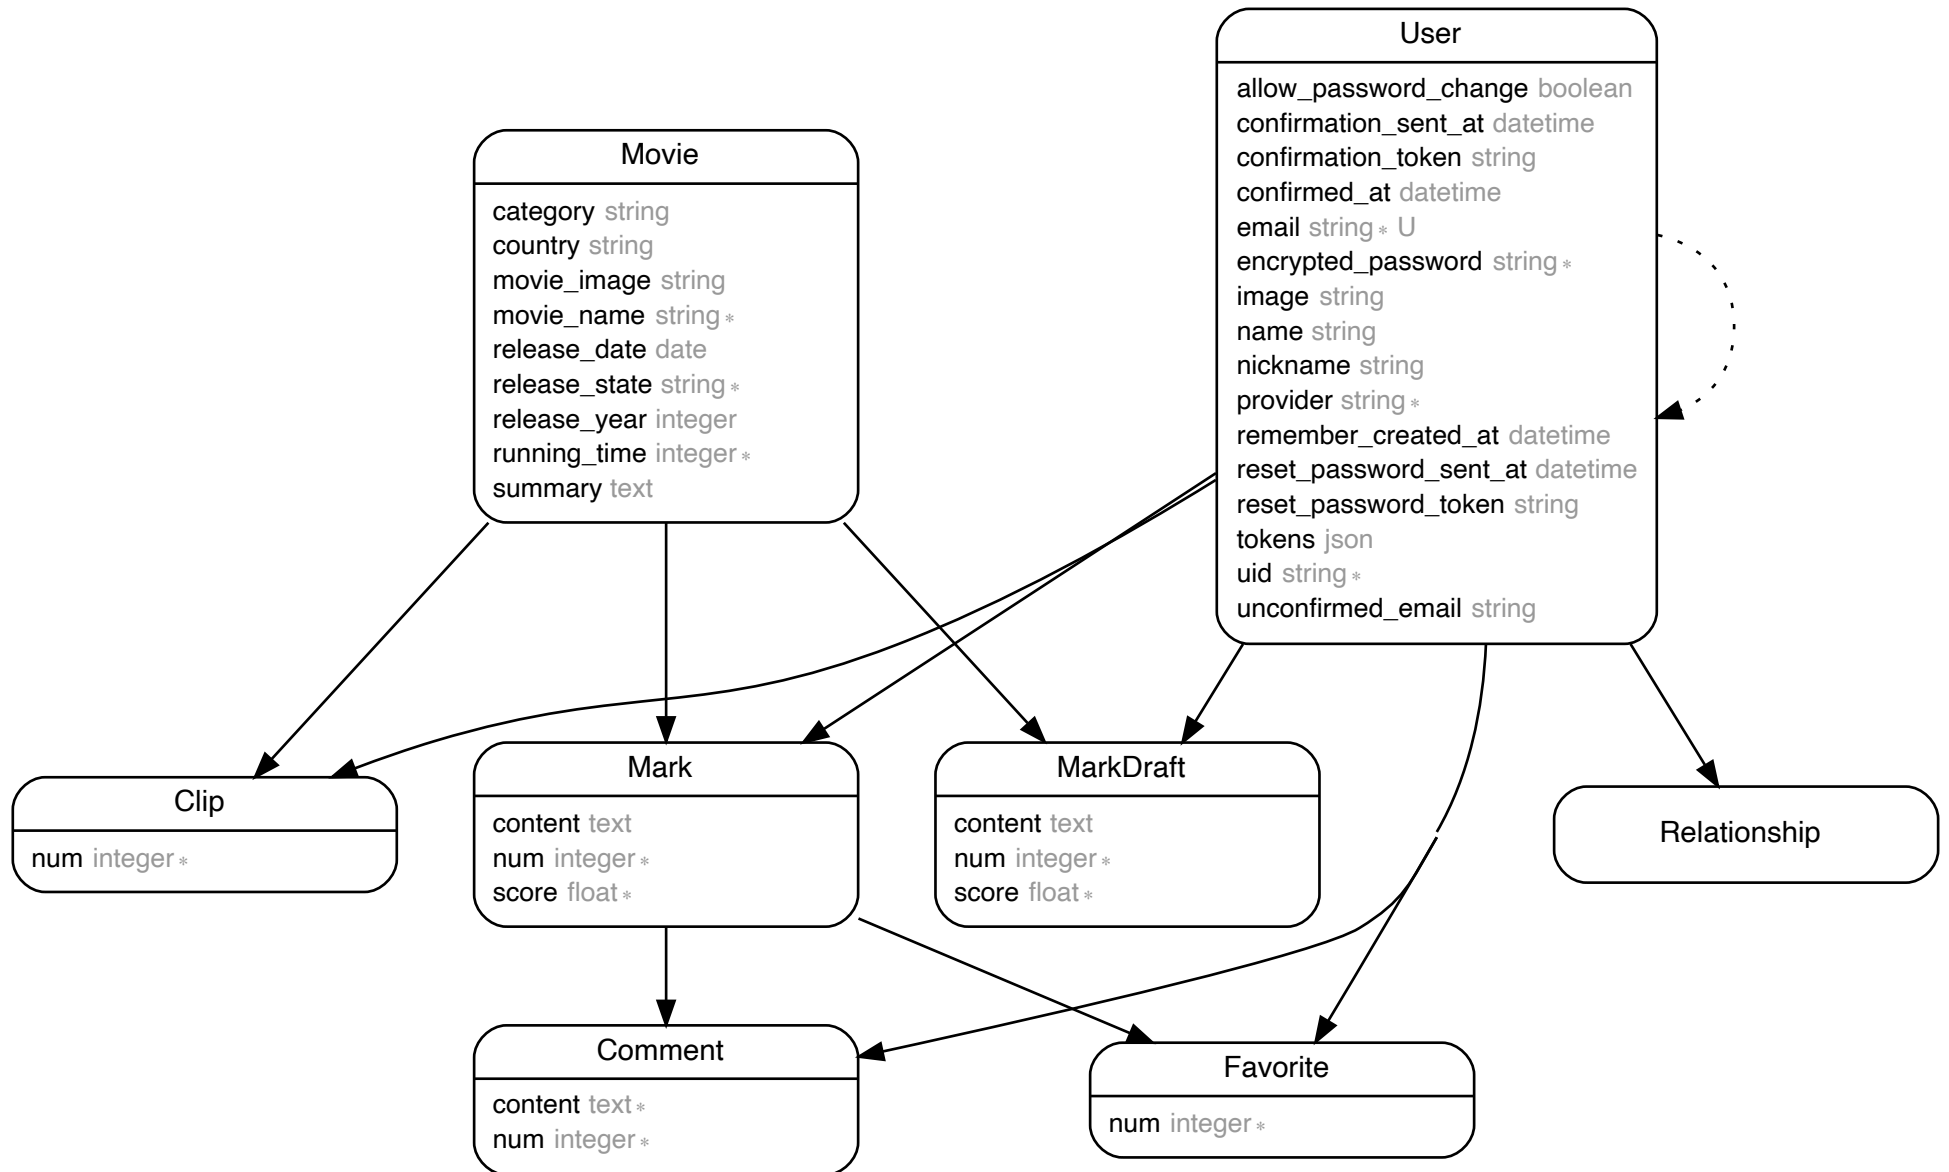 User
allow_password_change boolean
confirmation_sent_at datetime
confirmation_token string
confirmed_at datetime
email string∗ U
encrypted_password string∗
image string
name string
nickname string
provider string∗
remember_created_at datetime
reset_password_sent_at datetime
reset_password_token string
tokens json
uid string∗
unconfirmed_email string
Movie
category string
country string
movie_image string
movie_name string∗
release_date date
release_state string∗
release_year integer
running_time integer∗
summary text
Clip
num integer∗
Mark
content text
num integer∗
score float∗
MarkDraft
content text
num integer∗
score float∗
Relationship
Comment
content text∗
num integer∗
Favorite
num integer∗